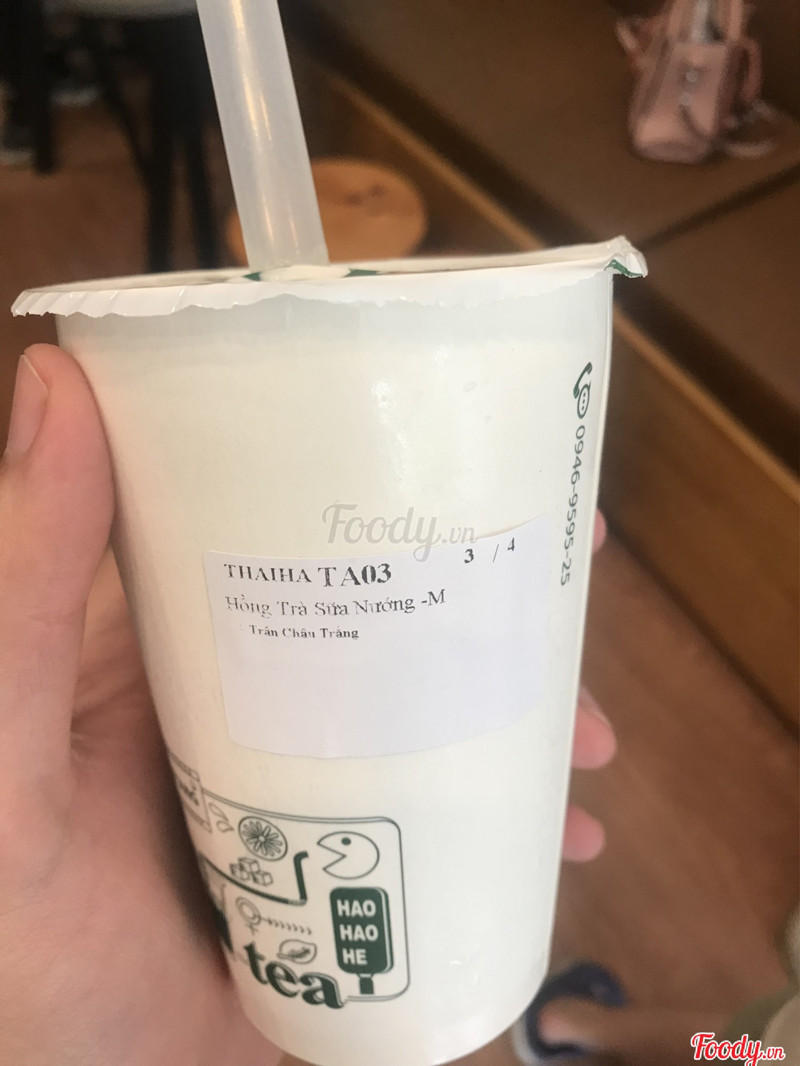 0946-9595-25
Foody.vn
THAIHA TA03 3 / 4
Hồng Trà Sữa Nướng -M
Trân Châu Trắng
HAO
HAO
HE
tea
Foody.vn